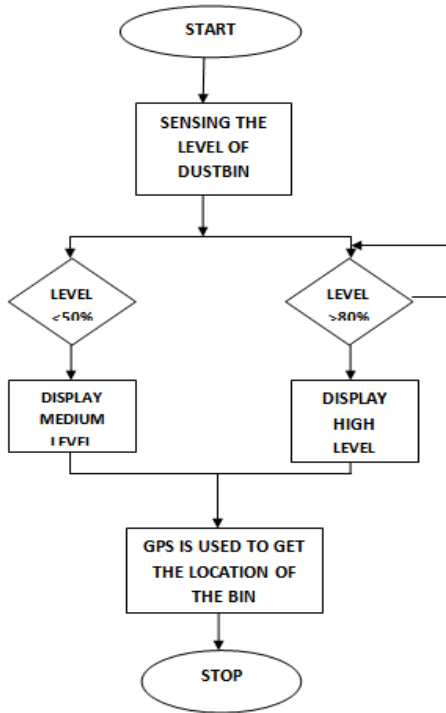 START
SENSING THE
LEVEL OF
DUSTBIN
LEVEL
<50%
LEVEL
>80%
DISPLAY
MEDIUM
LEVEL
DISPLAY
HIGH
LEVEL
GPS IS USED TO GET
THE LOCATION OF
THE BIN
STOP